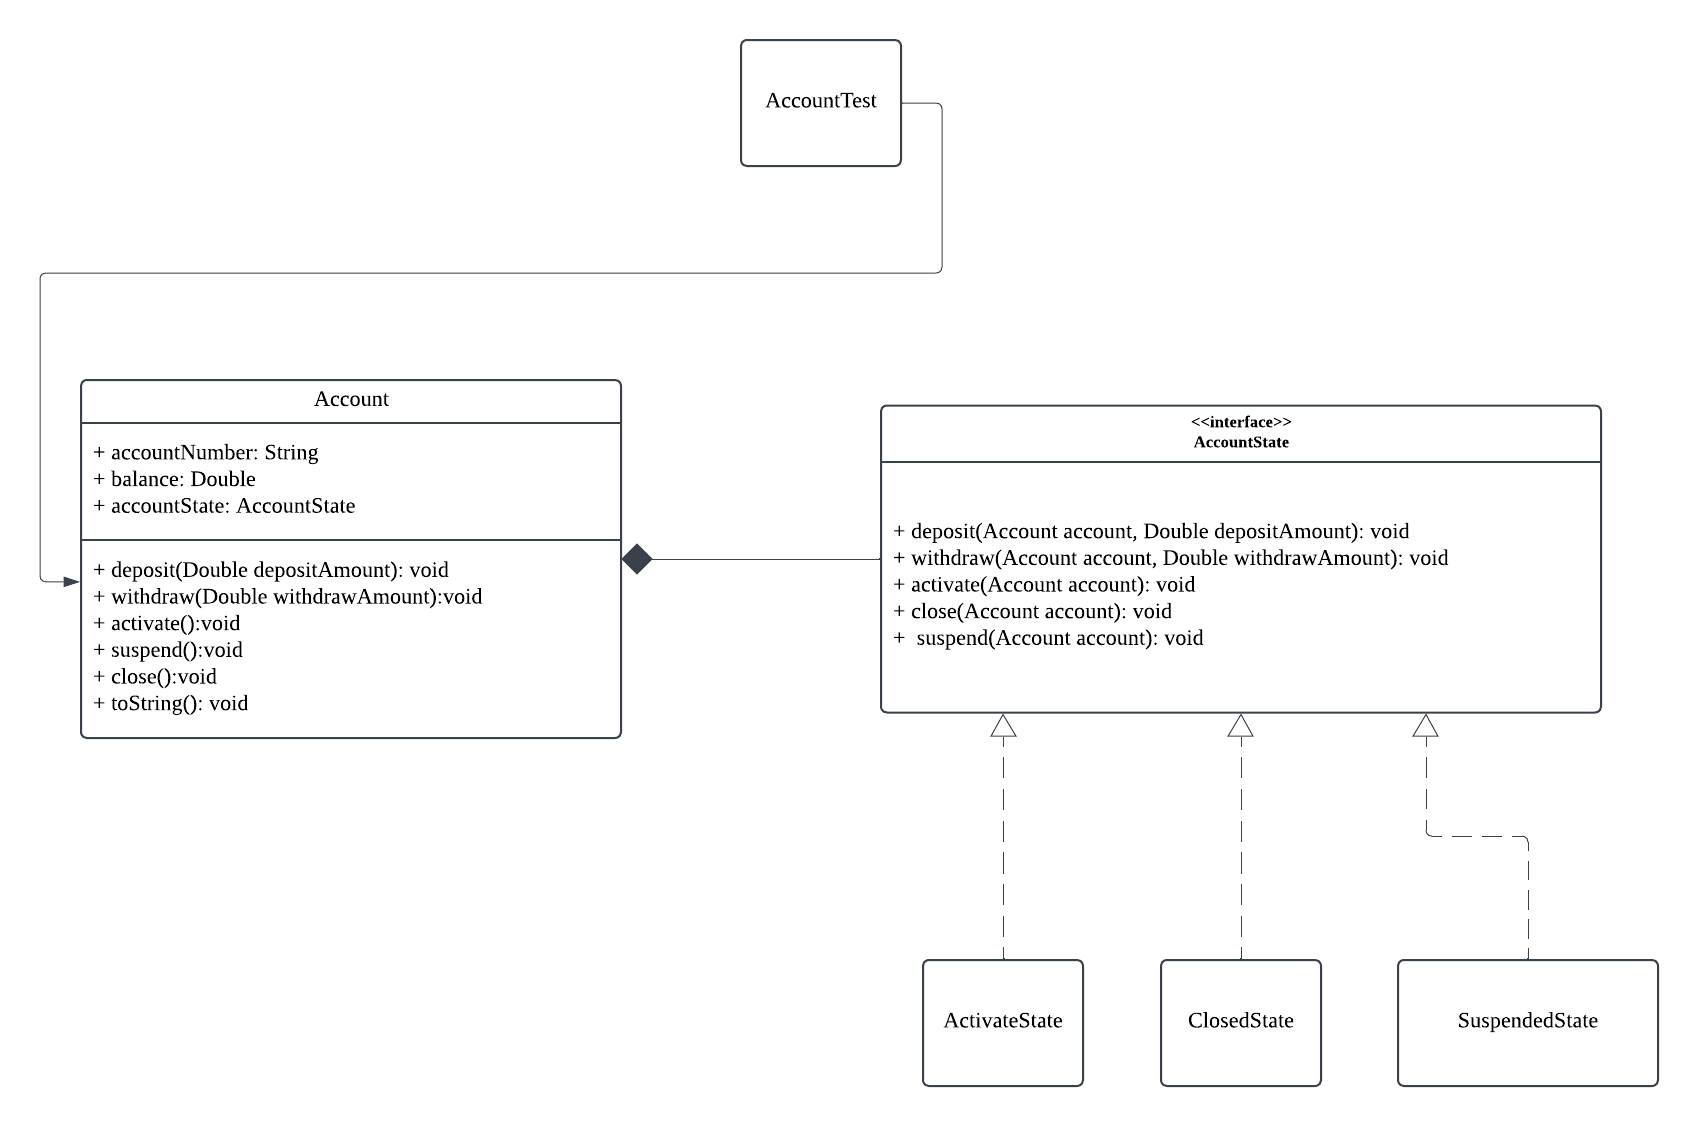 AccountTest
Account
+ accountNumber: String
+ balance: Double
+ accountState: AccountState
+ deposit(Double depositAmount): void
+ withdraw(Double withdrawAmount):void
+ activate():void
+ suspend():void
+ close():void
+ toString(): void
<<interface>>
AccountState
+ deposit(Account account, Double depositAmount): void
+ withdraw(Account account, Double withdrawAmount): void
+ activate(Account account): void
+ close(Account account): void
+  suspend(Account account): void
ActivateState
ClosedState
SuspendedState